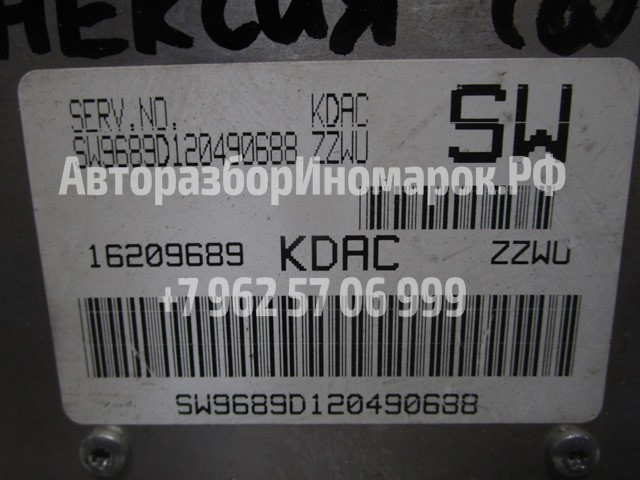 НЕКСИЯ
SERV.NO. KDAC
SW9689D120490688 ZZWU
SW
АвторазборИномарок.РФ
16209689 KDAC ZZWU
+7 962 57 06 999
SW9689D120490688